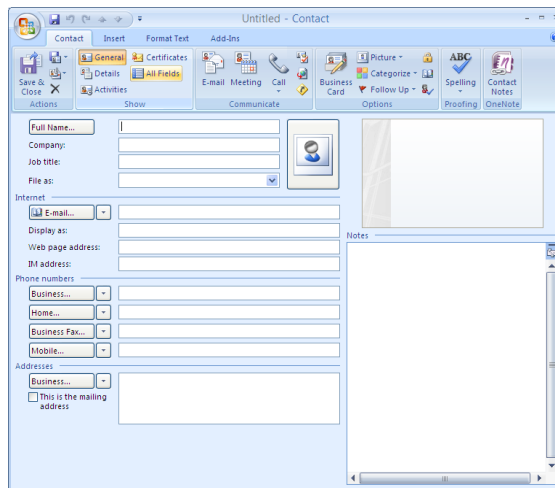 Untitled - Contact
Contact Insert Format Text Add-Ins
Save & Close
General
Details
Activities
Certificates
All Fields
E-mail Meeting Call
Business Card
Picture
Categorize
Follow Up
ABC
Spelling
Contact Notes
Actions Show Communicate Options Proofing OneNote
Full Name...
Company:
Job title:
File as:
Internet
E-mail...
Display as:
Web page address:
IM address:
Phone numbers
Business...
Home...
Business Fax...
Mobile...
Addresses
Business...
This is the mailing
address
Notes